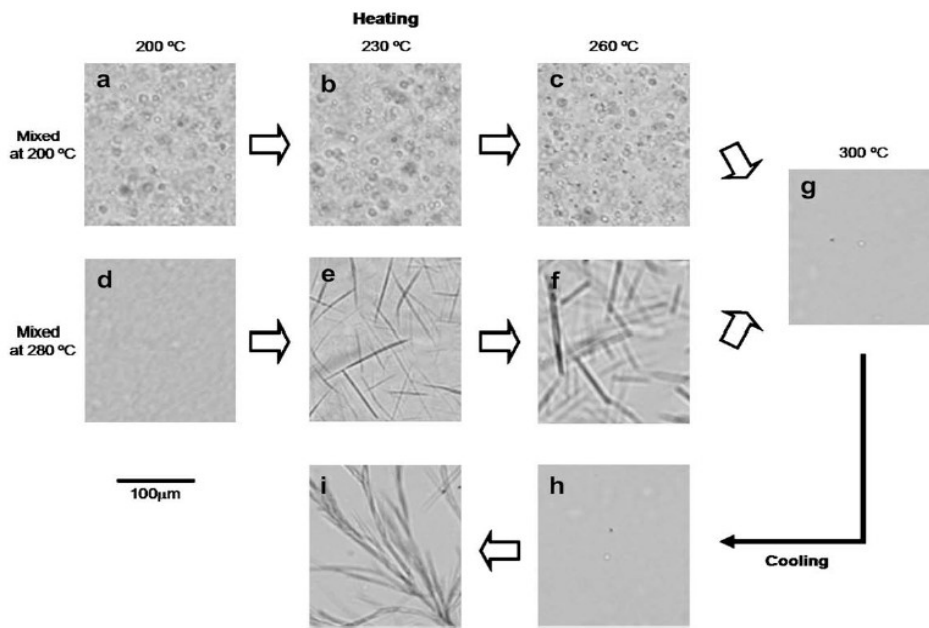 Heating
200 ºC
230 ºC
260 ºC
a
b
c
Mixed
at 200 ºC
300 ºC
g
d
e
f
Mixed
at 280 ºC
100μm
i
h
Cooling